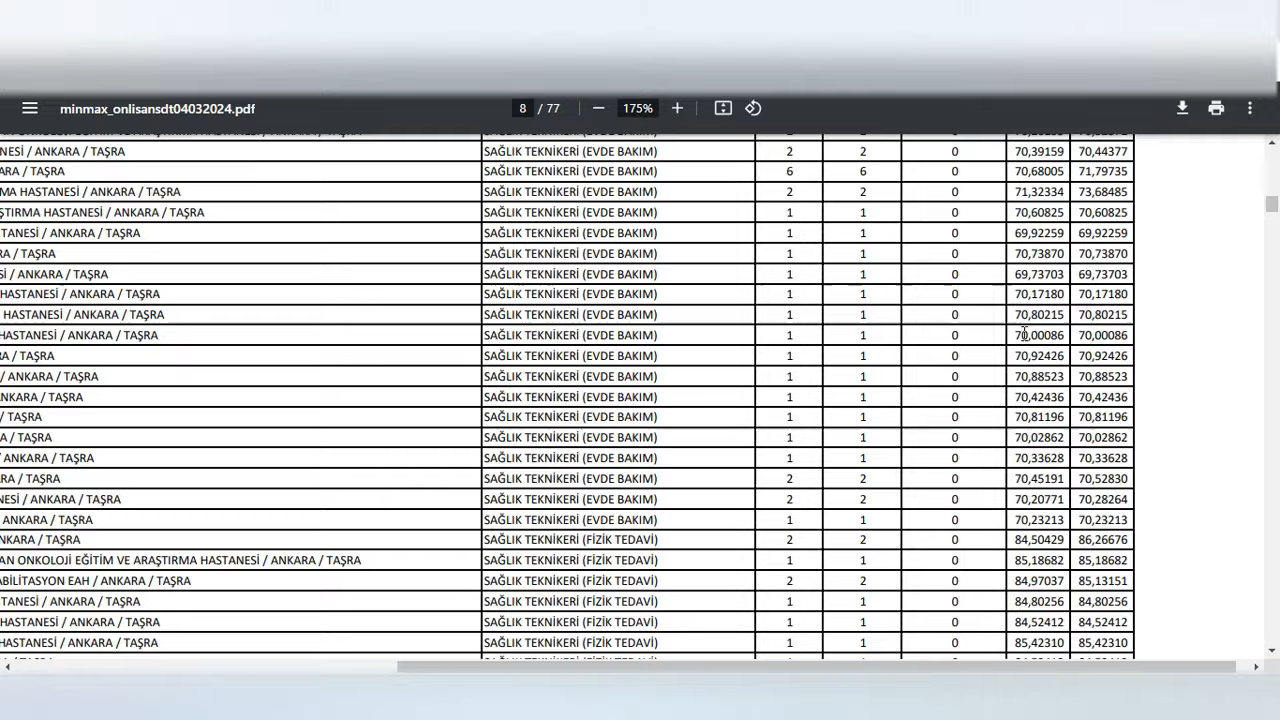 minmax_onlisansdt04032024.pdf 8 / 77 175%
NESİ / ANKARA / TAŞRA) SAĞLIK TEKNİKERİ (EVDE BAKIM) 2 2 0 70,39159 70,44377
ARA / TAŞRA SAĞLIK TEKNİKERİ (EVDE BAKIM) 6 6 0 70,68005 71,79735
MA HASTANESİ / ANKARA / TAŞRA SAĞLIK TEKNİKERİ (EVDE BAKIM) 2 2 0 71,32334 73,68485
ŞTIRMA HASTANESİ / ANKARA / TAŞRA SAĞLIK TEKNİKERİ (EVDE BAKIM) 1 1 0 70,60825 70,60825
TANESİ / ANKARA / TAŞRA SAĞLIK TEKNİKERİ (EVDE BAKIM) 1 1 0 69,92259 69,92259
RA / TAŞRA SAĞLIK TEKNİKERİ (EVDE BAKIM) 1 1 0 70,73870 70,73870
Sİ / ANKARA / TAŞRA SAĞLIK TEKNİKERİ (EVDE BAKIM) 1 1 0 69,73703 69,73703
HASTANESİ / ANKARA / TAŞRA SAĞLIK TEKNİKERİ (EVDE BAKIM) 1 1 0 70,17180 70,17180
HASTANESİ / ANKARA / TAŞRA SAĞLIK TEKNİKERİ (EVDE BAKIM) 1 1 0 70,80215 70,80215
HASTANESİ / ANKARA / TAŞRA SAĞLIK TEKNİKERİ (EVDE BAKIM) 1 1 0 70,00086 70,00086
RA / TAŞRA SAĞLIK TEKNİKERİ (EVDE BAKIM) 1 1 0 70,92426 70,92426
/ ANKARA / TAŞRA SAĞLIK TEKNİKERİ (EVDE BAKIM) 1 1 0 70,88523 70,88523
ANKARA / TAŞRA SAĞLIK TEKNİKERİ (EVDE BAKIM) 1 1 0 70,42436 70,42436
/ TAŞRA SAĞLIK TEKNİKERİ (EVDE BAKIM) 1 1 0 70,81196 70,81196
A / TAŞRA SAĞLIK TEKNİKERİ (EVDE BAKIM) 1 1 0 70,02862 70,02862
/ ANKARA / TAŞRA SAĞLIK TEKNİKERİ (EVDE BAKIM) 1 1 0 70,33628 70,33628
RA / TAŞRA SAĞLIK TEKNİKERİ (EVDE BAKIM) 2 2 0 70,45191 70,52830
NESİ / ANKARA / TAŞRA SAĞLIK TEKNİKERİ (EVDE BAKIM) 2 2 0 70,20771 70,28264
ANKARA / TAŞRA SAĞLIK TEKNİKERİ (EVDE BAKIM) 1 1 0 70,23213 70,23213
NKARA / TAŞRA SAĞLIK TEKNİKERİ (FİZİK TEDAVİ) 2 2 0 84,50429 86,26676
AN ONKOLOJİ EĞİTİM VE ARAŞTIRMA HASTANESİ / ANKARA / TAŞRA SAĞLIK TEKNİKERİ (FİZİK TEDAVİ) 1 1 0 85,18682 85,18682
ABİLİTASYON EAH / ANKARA / TAŞRA SAĞLIK TEKNİKERİ (FİZİK TEDAVİ) 2 2 0 84,97037 85,13151
TANESİ / ANKARA / TAŞRA SAĞLIK TEKNİKERİ (FİZİK TEDAVİ) 1 1 0 84,80256 84,80256
HASTANESİ / ANKARA / TAŞRA SAĞLIK TEKNİKERİ (FİZİK TEDAVİ) 1 1 0 84,52412 84,52412
HASTANESİ / ANKARA / TAŞRA SAĞLIK TEKNİKERİ (FİZİK TEDAVİ) 1 1 0 85,42310 85,42310